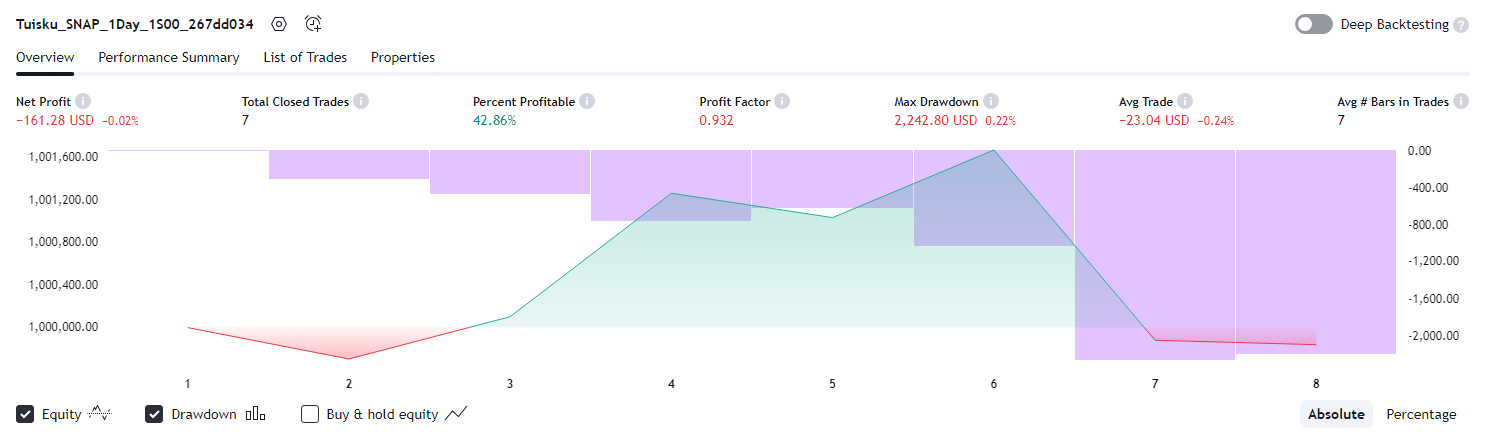 Tuisku_SNAP_1Day_1S00_267dd034
Deep Backtesting
Overview Performance Summary List of Trades Properties
Net Profit Total Closed Trades Percent Profitable Profit Factor Max Drawdown Avg Trade Avg # Bars in Trades
−161.28 USD −0.02% 7 42.86% 0.932 2,242.80 USD 0.22% −23.04 USD −0.24% 7
1,001,600.00 0.00
1,001,200.00 -400.00
1,000,800.00 -800.00
1,000,400.00 -1,200.00
1,000,000.00 -1,600.00
-2,000.00
1 2 3 4 5 6 7 8
Equity Drawdown Buy & hold equity Absolute Percentage